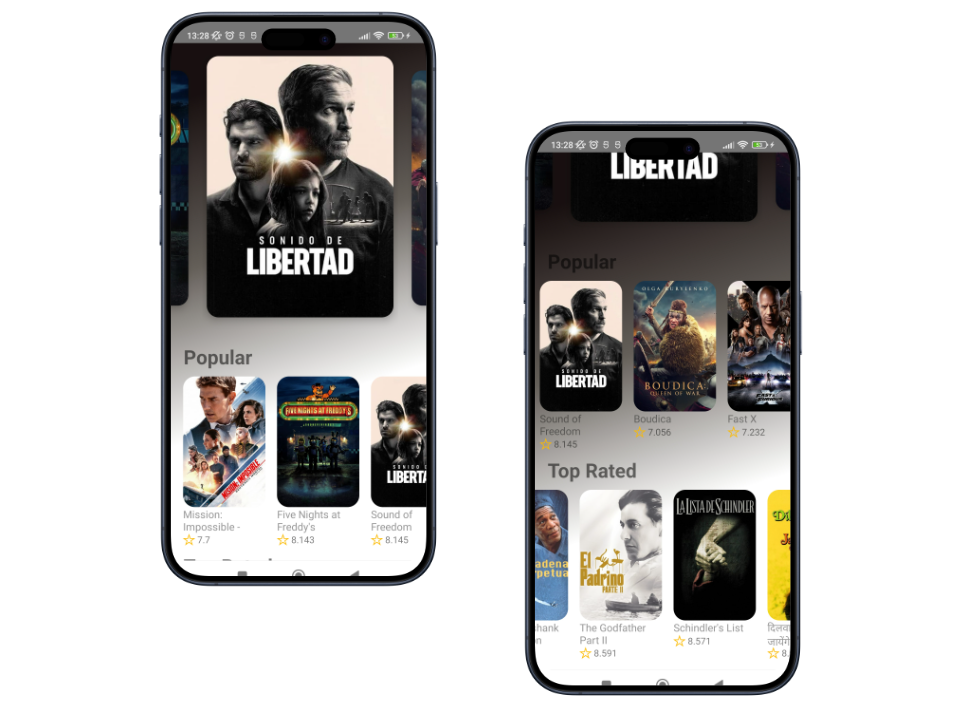 13:28
SONIDO DE
LIBERTAD
Popular
MISSION: IMPOSSIBLE
FIVE NIGHTS AT FREDDY'S
SONIDO D
LIBERTA
Mission:
Impossible -
7.7
Five Nights at
Freddy's
8.143
Sound of
Freedom
8.145
13:28
LIBERTAD
Popular
SONIDO DE
LIBERTAD
OLGA KURYLENKO
BOUDICA
QUEEN OF WAR
FAST X
Sound of
Freedom
8.145
Boudica
7.056
Fast X
7.232
Top Rated
adena
rpetua
El
Padrino
PARTE II
LA LISTA DE SCHINDLER
shank
n
The Godfather
Part II
8.591
Schindler's List
8.571
दिलवा
जायेंगे
8.